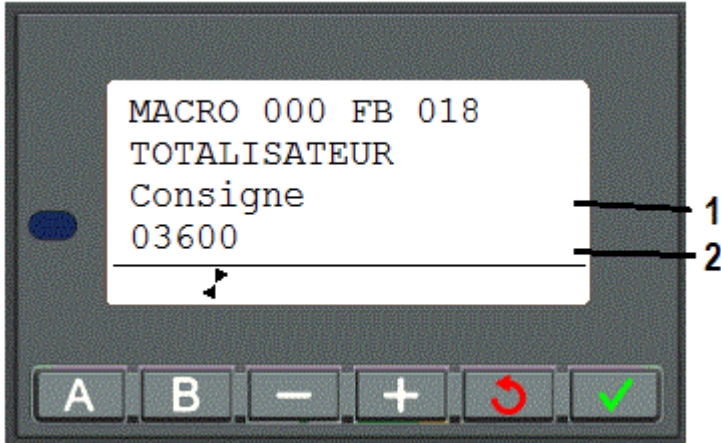 MACRO 000 FB 018
TOTALISATEUR
Consigne
1
03600
2
A B − +